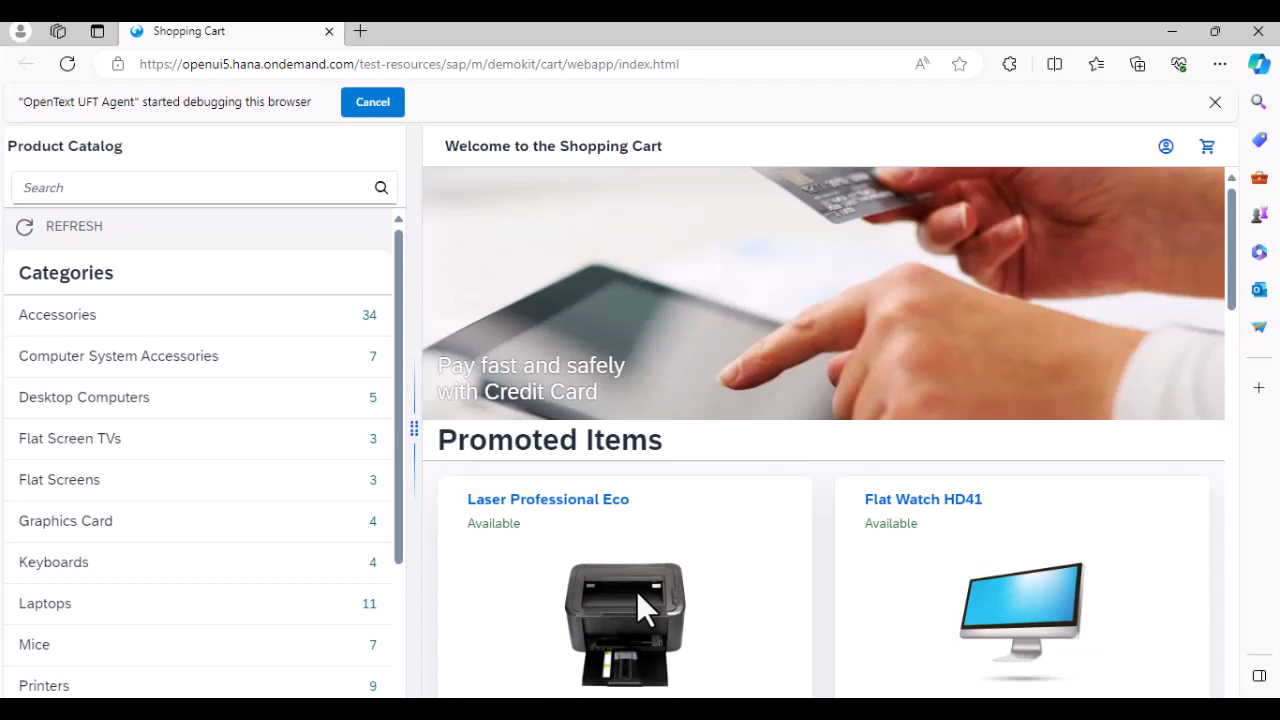 Shopping Cart
https://openui5.hana.ondemand.com/test-resources/sap/m/demokit/cart/webapp/index.html
"OpenText UFT Agent" started debugging this browser
Cancel
Product Catalog
Search
REFRESH
Categories
Accessories 34
Computer System Accessories 7
Desktop Computers 5
Flat Screen TVs 3
Flat Screens 3
Graphics Card 4
Keyboards 4
Laptops 11
Mice 7
Printers 9
Welcome to the Shopping Cart
Pay fast and safely
with Credit Card
Promoted Items
Laser Professional Eco
Available
Flat Watch HD41
Available